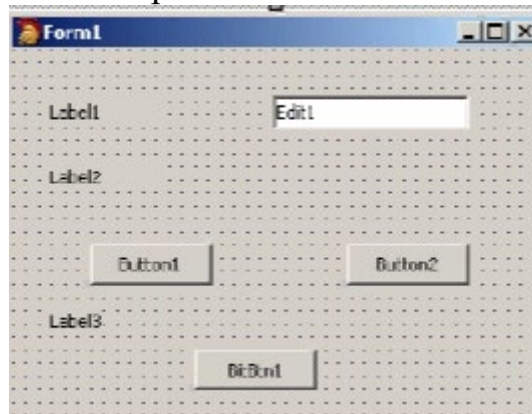 Form1
Label1 Edit1
Label2
Button1 Button2
Label3
BitBtn1